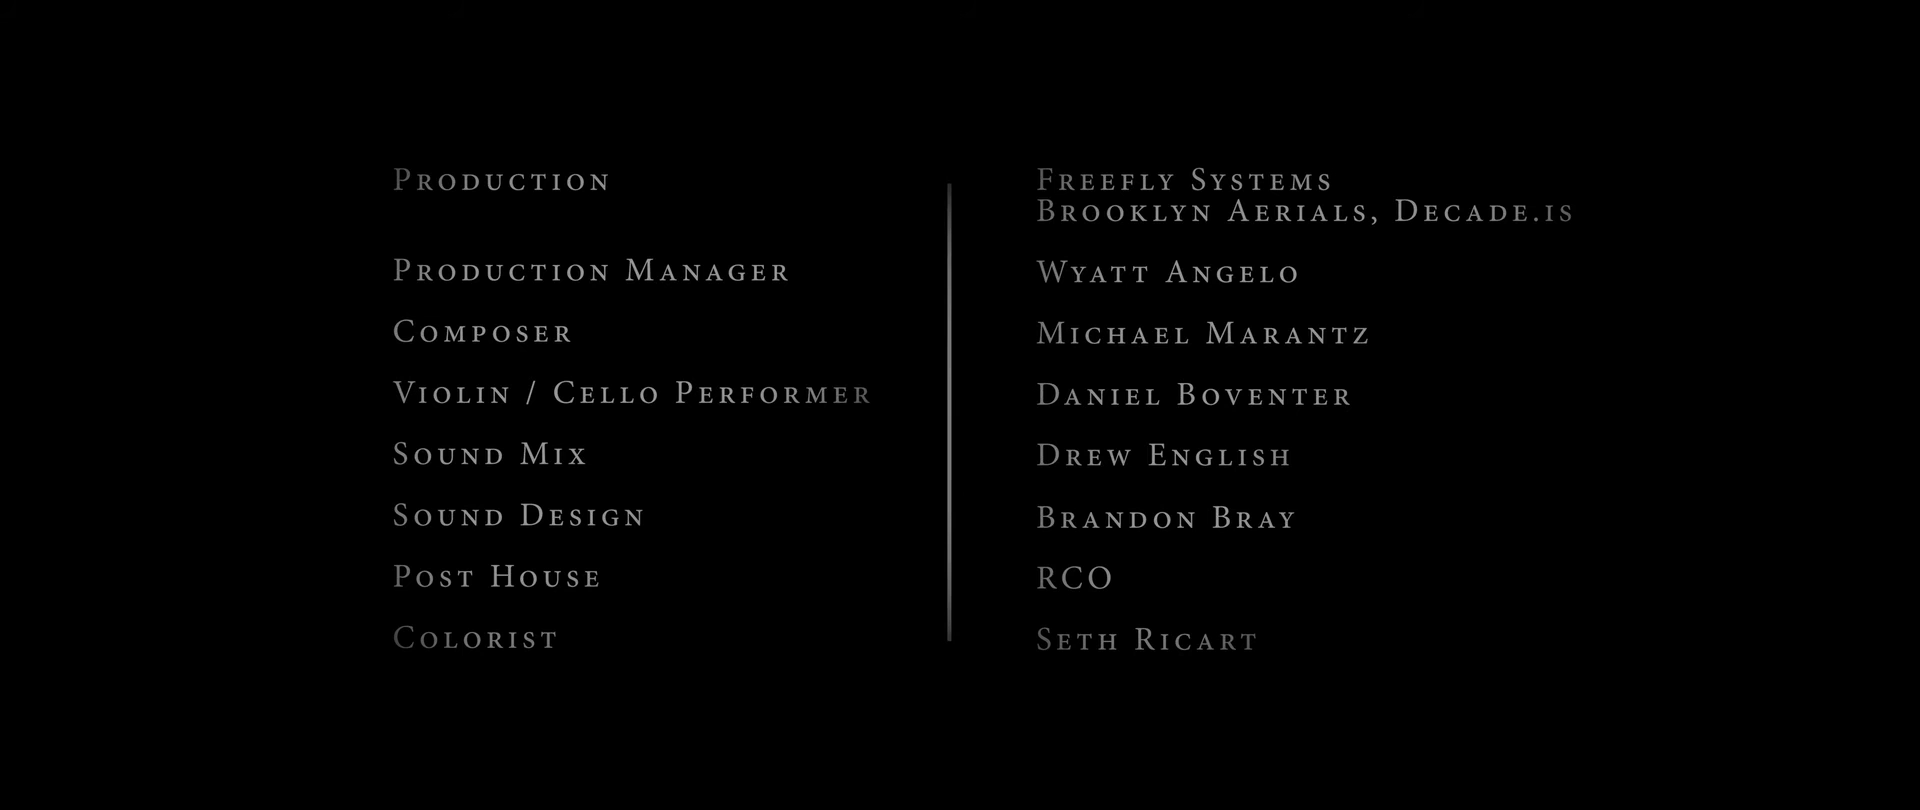 Production Freefly Systems
Brooklyn Aerials, Decade.is
Production Manager Wyatt Angelo
Composer Michael Marantz
Violin / Cello Performer Daniel Boventer
Sound Mix Drew English
Sound Design Brandon Bray
Post House RCO
Colorist Seth Ricart